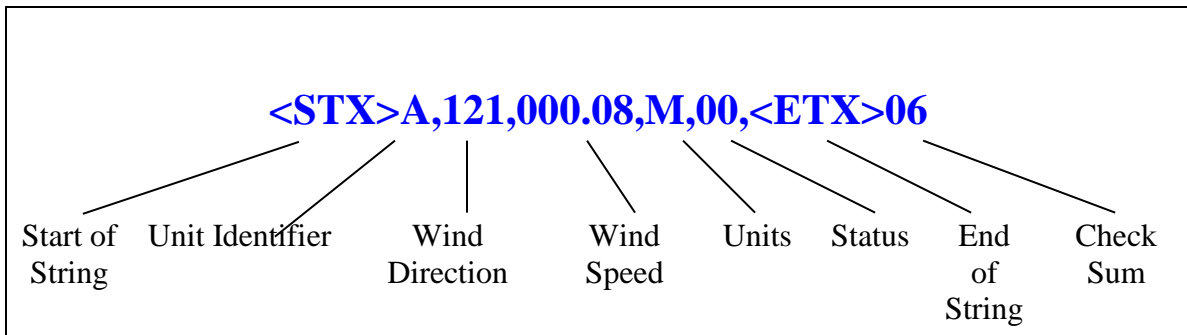 <STX>A,121,000.08,M,00,<ETX>06
Start of String
Unit Identifier
Wind Direction
Wind Speed
Units
Status
End of String
Check Sum